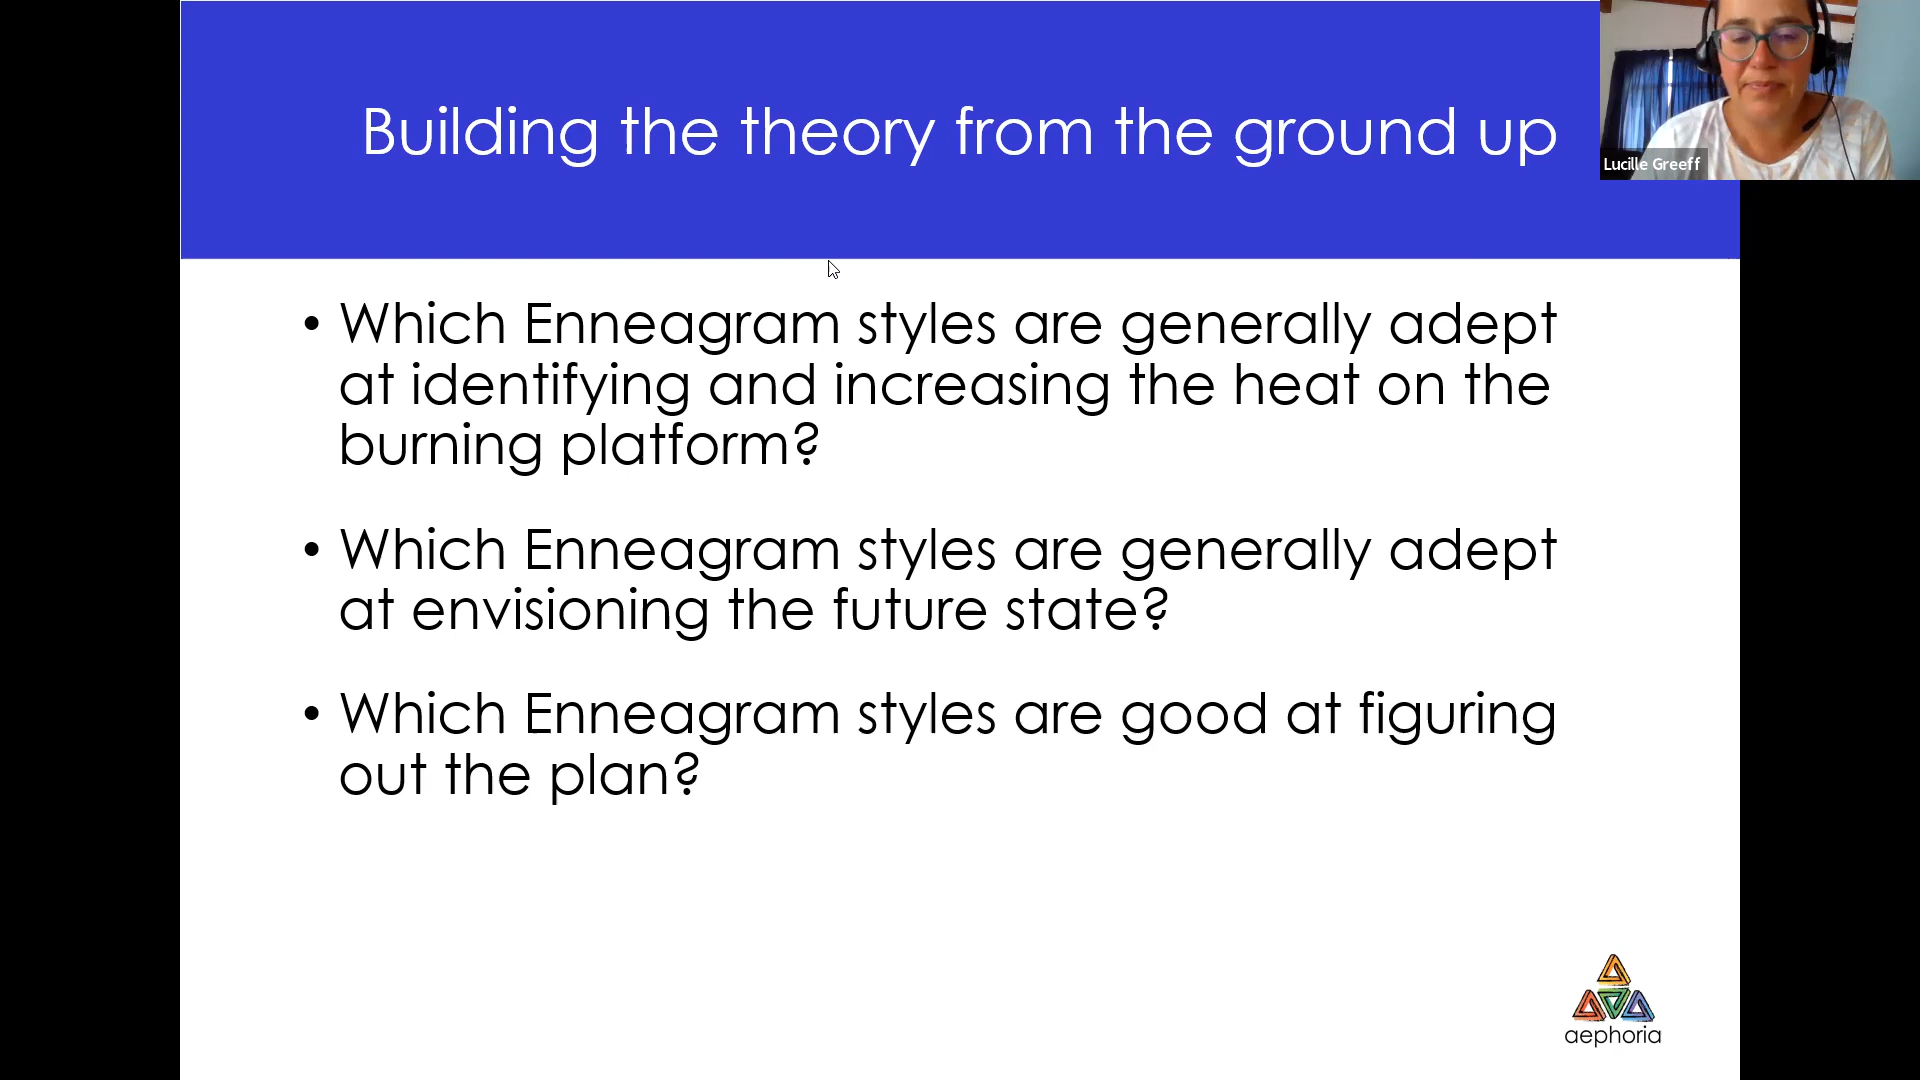 Building the theory from the ground up
Lucille Greeff
• Which Enneagram styles are generally adept
at identifying and increasing the heat on the
burning platform?
• Which Enneagram styles are generally adept
at envisioning the future state?
• Which Enneagram styles are good at figuring
out the plan?
aephoria